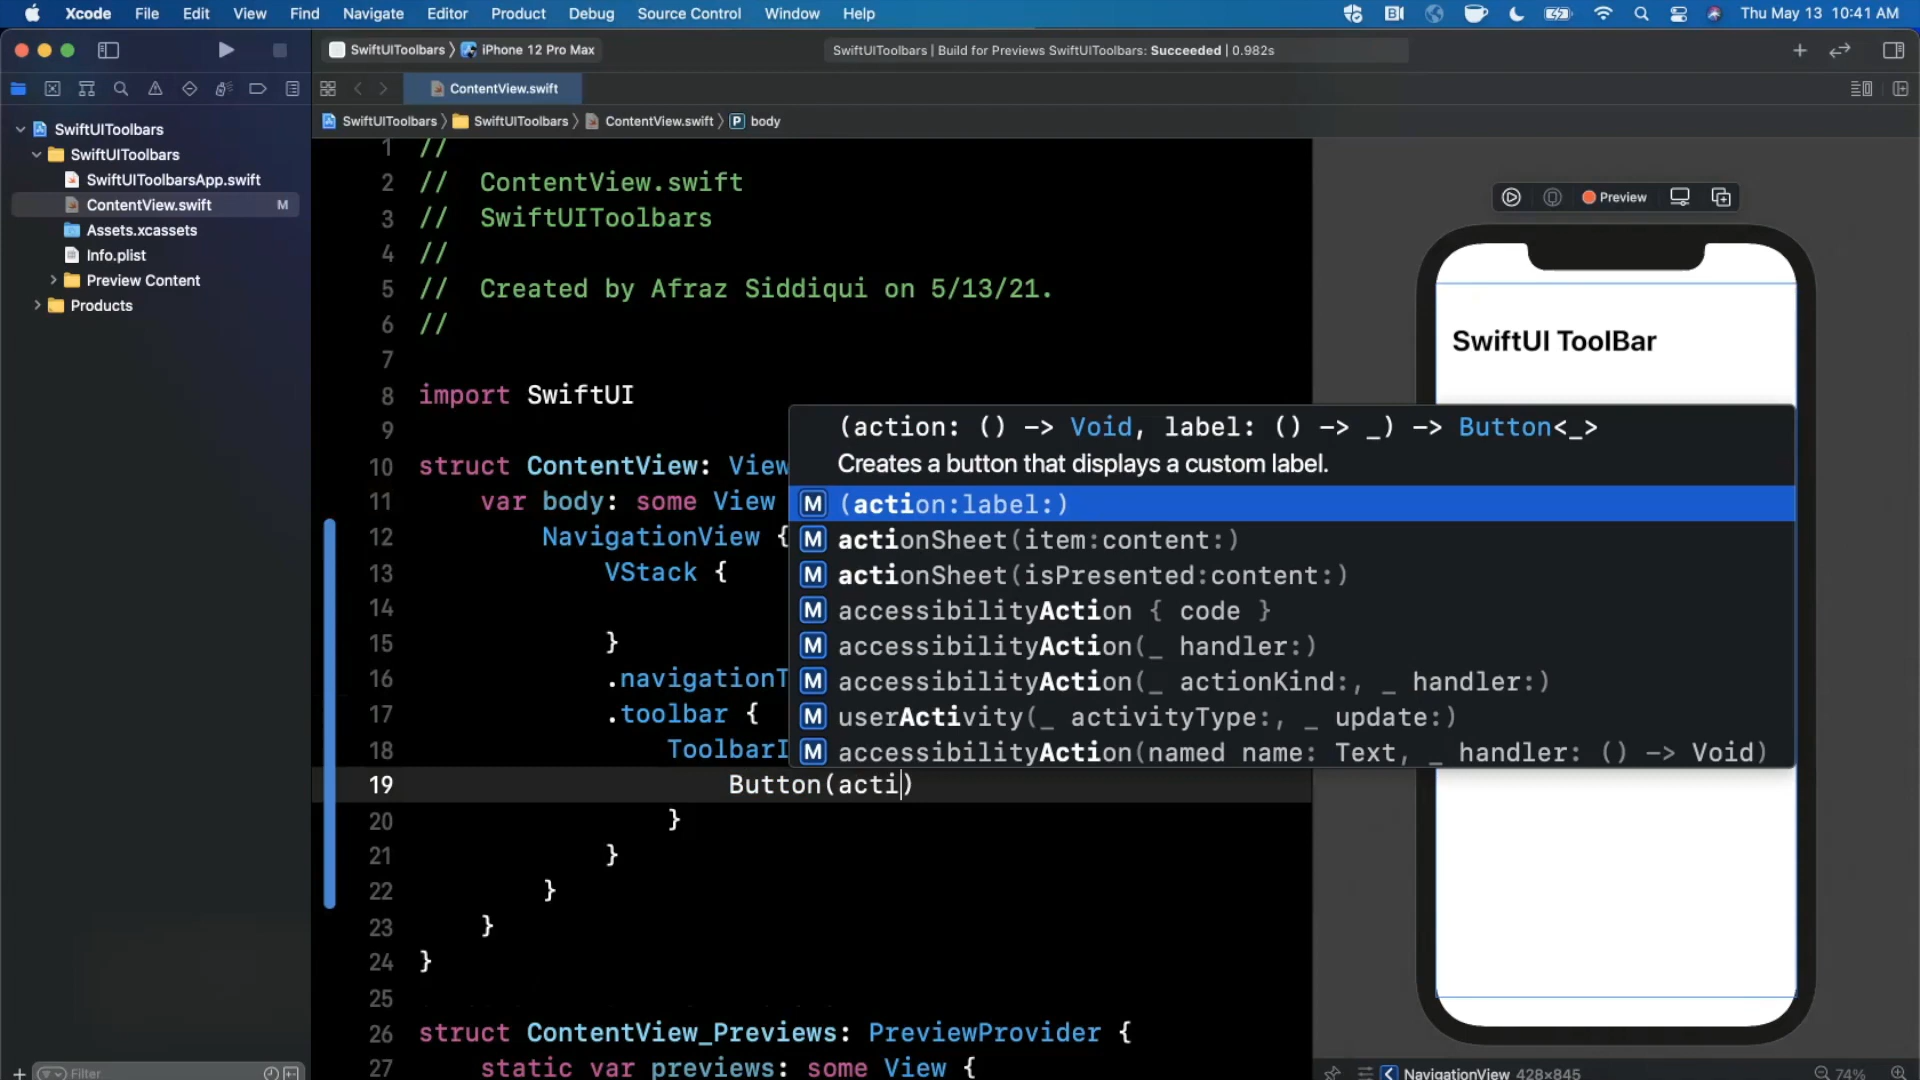 Xcode File Edit View Find Navigate Editor Product Debug Source Control Window Help Thu May 13 10:41 AM
SwiftUIToolbars 〉 iPhone 12 Pro Max
SwiftUIToolbars | Build for Previews SwiftUIToolbars: Succeeded | 0.982s
ContentView.swift
SwiftUIToolbars 〉 SwiftUIToolbars 〉 ContentView.swift 〉 P body
SwiftUIToolbars
SwiftUIToolbars
SwiftUIToolbarsApp.swift
ContentView.swift M
Assets.xcassets
Info.plist
Preview Content
Products
Filter
1 //
2 //  ContentView.swift
3 //  SwiftUIToolbars
4 //
5 //  Created by Afraz Siddiqui on 5/13/21.
6 //
7
8 import SwiftUI
9
10 struct ContentView: View
11 var body: some View
12 NavigationView {
13 VStack {
14
15 }
16 .navigationT
17 .toolbar {
18 ToolbarI
19 Button(acti)
20 }
21 }
22 }
23 }
24 }
25
26 struct ContentView_Previews: PreviewProvider {
27 static var previews: some View {
(action: () -> Void, label: () -> _) -> Button<_>
Creates a button that displays a custom label.
M (action:label:)
M actionSheet(item:content:)
M actionSheet(isPresented:content:)
M accessibilityAction { code }
M accessibilityAction(_ handler:)
M accessibilityAction(_ actionKind:, _ handler:)
M userActivity(_ activityType:, _ update:)
M accessibilityAction(named name: Text, _ handler: () -> Void)
Preview
SwiftUI ToolBar
NavigationView 428×845
74%